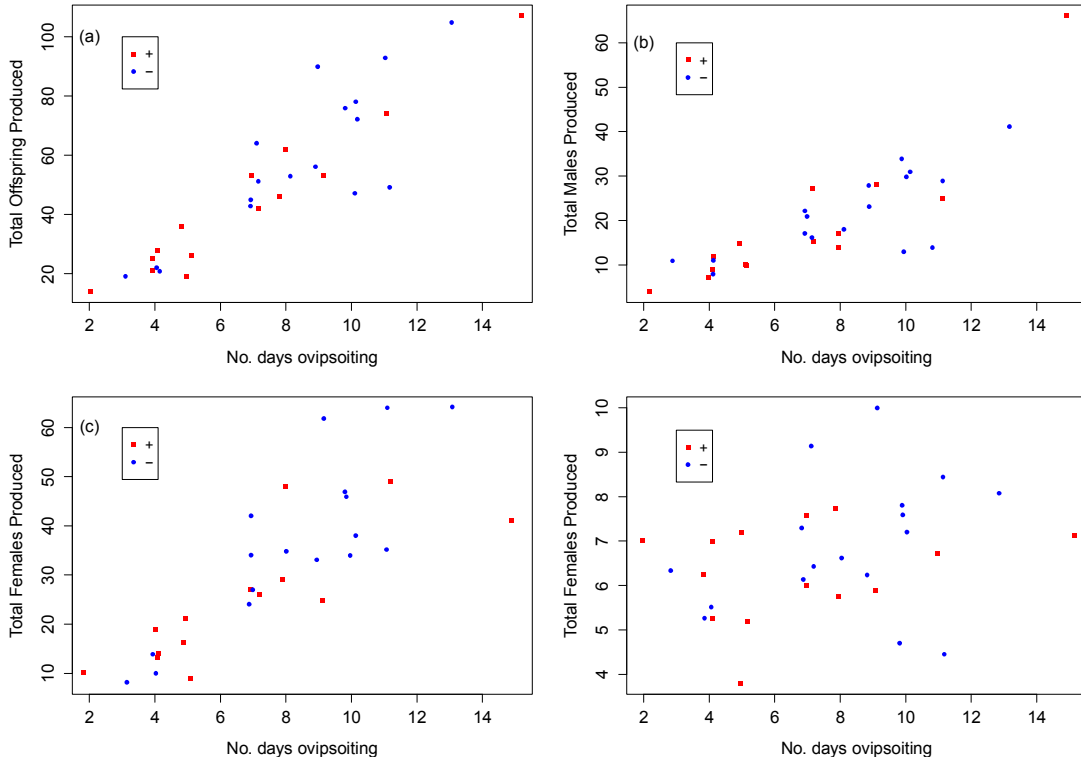 (a)
+
−
Total Offspring Produced
100
80
60
40
20
2 4 6 8 10 12 14
No. days ovipsoiting
(b)
+
−
Total Males Produced
60
50
40
30
20
10
2 4 6 8 10 12 14
No. days ovipsoiting
(c)
+
−
Total Females Produced
60
50
40
30
20
10
2 4 6 8 10 12 14
No. days ovipsoiting
+
−
Total Females Produced
10
9
8
7
6
5
4
2 4 6 8 10 12 14
No. days ovipsoiting